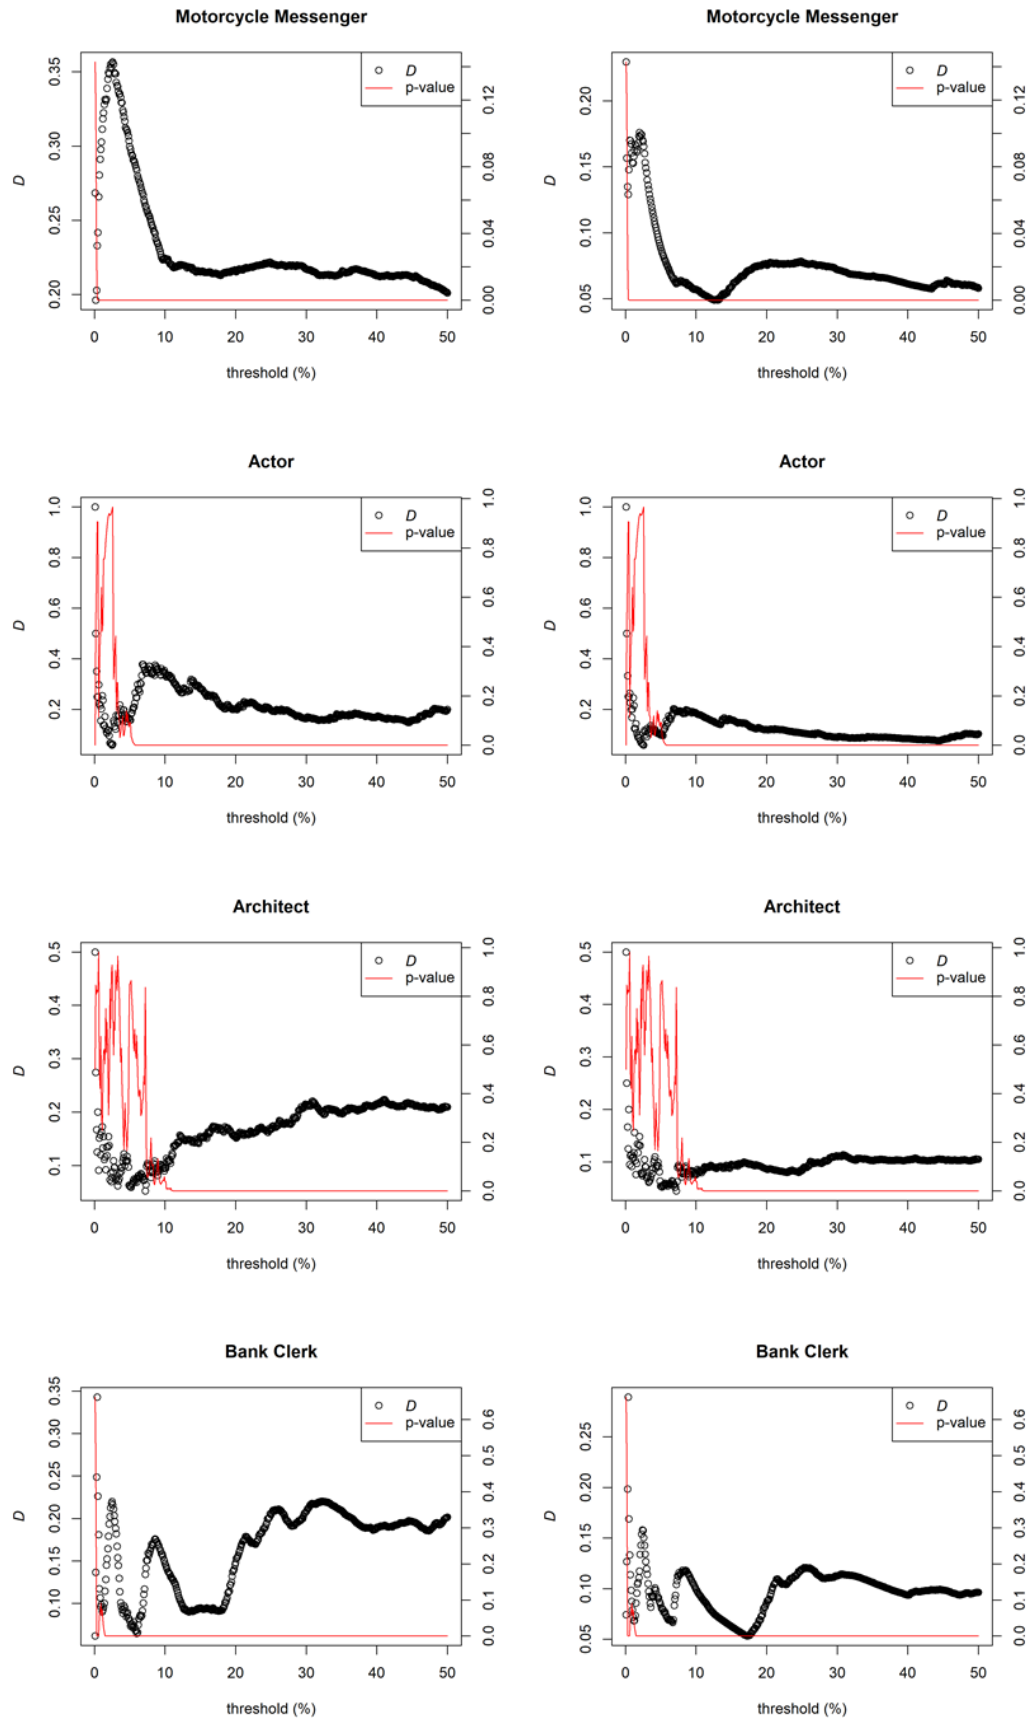 Motorcycle Messenger
Motorcycle Messenger
D
0.20 0.25 0.30 0.35
D
p-value
0.00 0.04 0.08 0.12
0 10 20 30 40 50
threshold (%)
D
0.05 0.10 0.15 0.20
D
p-value
0.00 0.04 0.08 0.12
0 10 20 30 40 50
threshold (%)
Actor
Actor
D
0.2 0.4 0.6 0.8 1.0
D
p-value
0.0 0.2 0.4 0.6 0.8 1.0
0 10 20 30 40 50
threshold (%)
D
0.2 0.4 0.6 0.8 1.0
D
p-value
0.0 0.2 0.4 0.6 0.8 1.0
0 10 20 30 40 50
threshold (%)
Architect
Architect
D
0.1 0.2 0.3 0.4 0.5
D
p-value
0.0 0.2 0.4 0.6 0.8 1.0
0 10 20 30 40 50
threshold (%)
D
0.1 0.2 0.3 0.4 0.5
D
p-value
0.0 0.2 0.4 0.6 0.8 1.0
0 10 20 30 40 50
threshold (%)
Bank Clerk
Bank Clerk
D
0.10 0.15 0.20 0.25 0.30 0.35
D
p-value
0.0 0.1 0.2 0.3 0.4 0.5 0.6
0 10 20 30 40 50
threshold (%)
D
0.05 0.10 0.15 0.20 0.25
D
p-value
0.0 0.1 0.2 0.3 0.4 0.5 0.6
0 10 20 30 40 50
threshold (%)